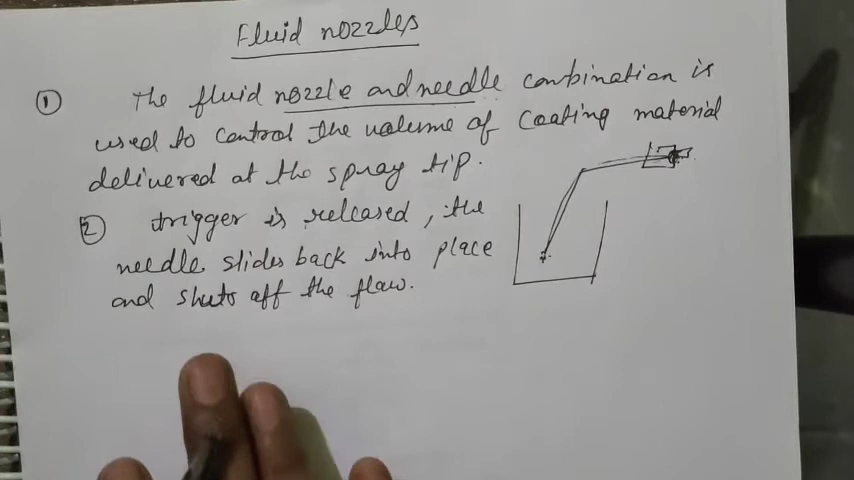 Fluid nozzles
① The fluid nozzle and needle combination is
used to control the volume of coating material
delivered at the spray tip.
② trigger is released, the
needle slides back into place
and shuts off the flow.